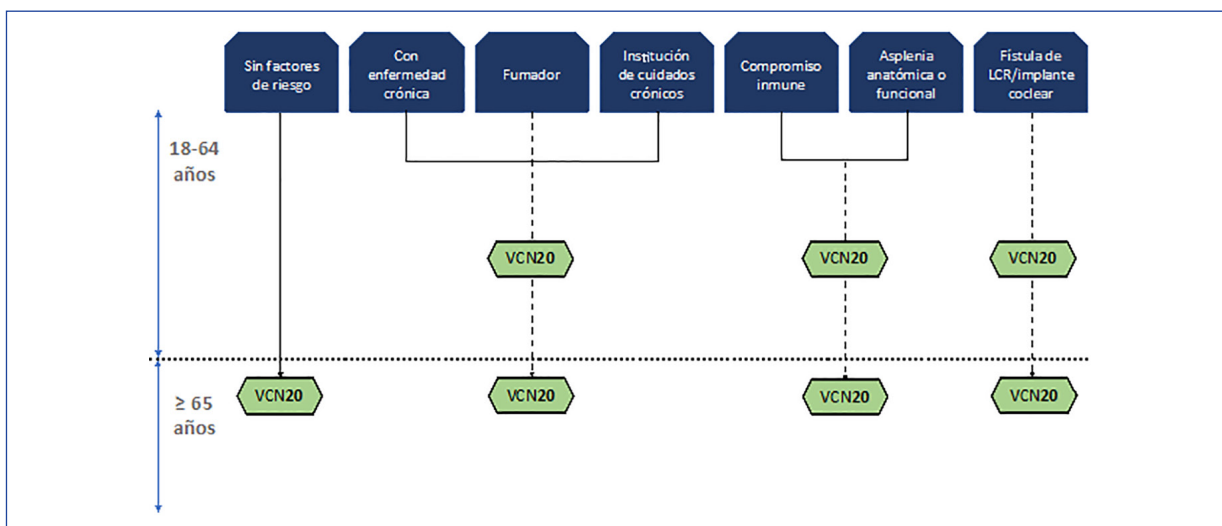 Sin factores
de riesgo
Con
enfermedad
crónica
Fumador
Institución
de cuidados
crónicos
Compromiso
inmune
Asplenia
anatómica o
funcional
Fístula de
LCR/implante
coclear
18-64
años
VCN20
VCN20
VCN20
≥ 65
años
VCN20
VCN20
VCN20
VCN20